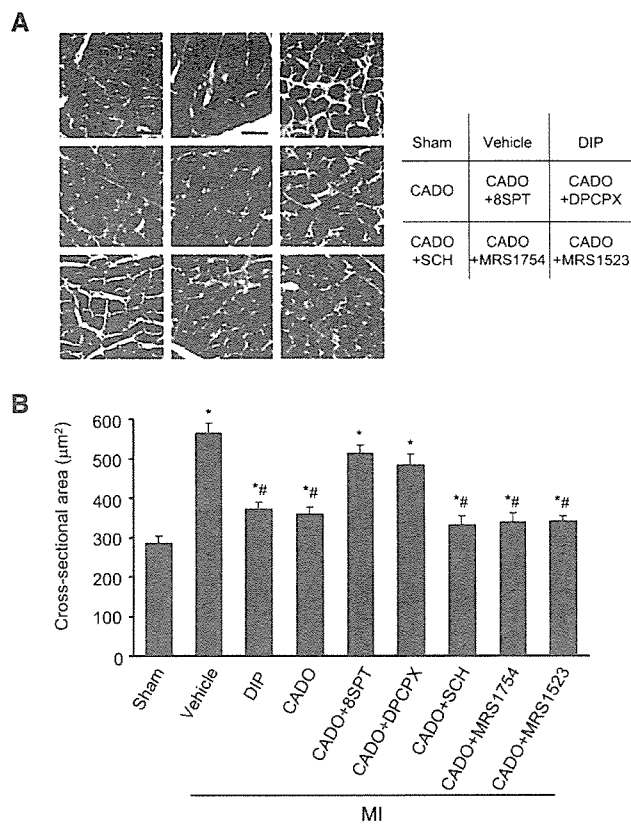 A
Sham Vehicle DIP
CADO CADO +8SPT CADO +DPCPX
CADO +SCH CADO +MRS1754 CADO +MRS1523
B
Cross-sectional area (μm²)
600
500
400
300
200
100
0
*
*#
*#
*
*
*#
*#
*#
Sham
Vehicle
DIP
CADO
CADO+8SPT
CADO+DPCPX
CADO+SCH
CADO+MRS1754
CADO+MRS1523
MI